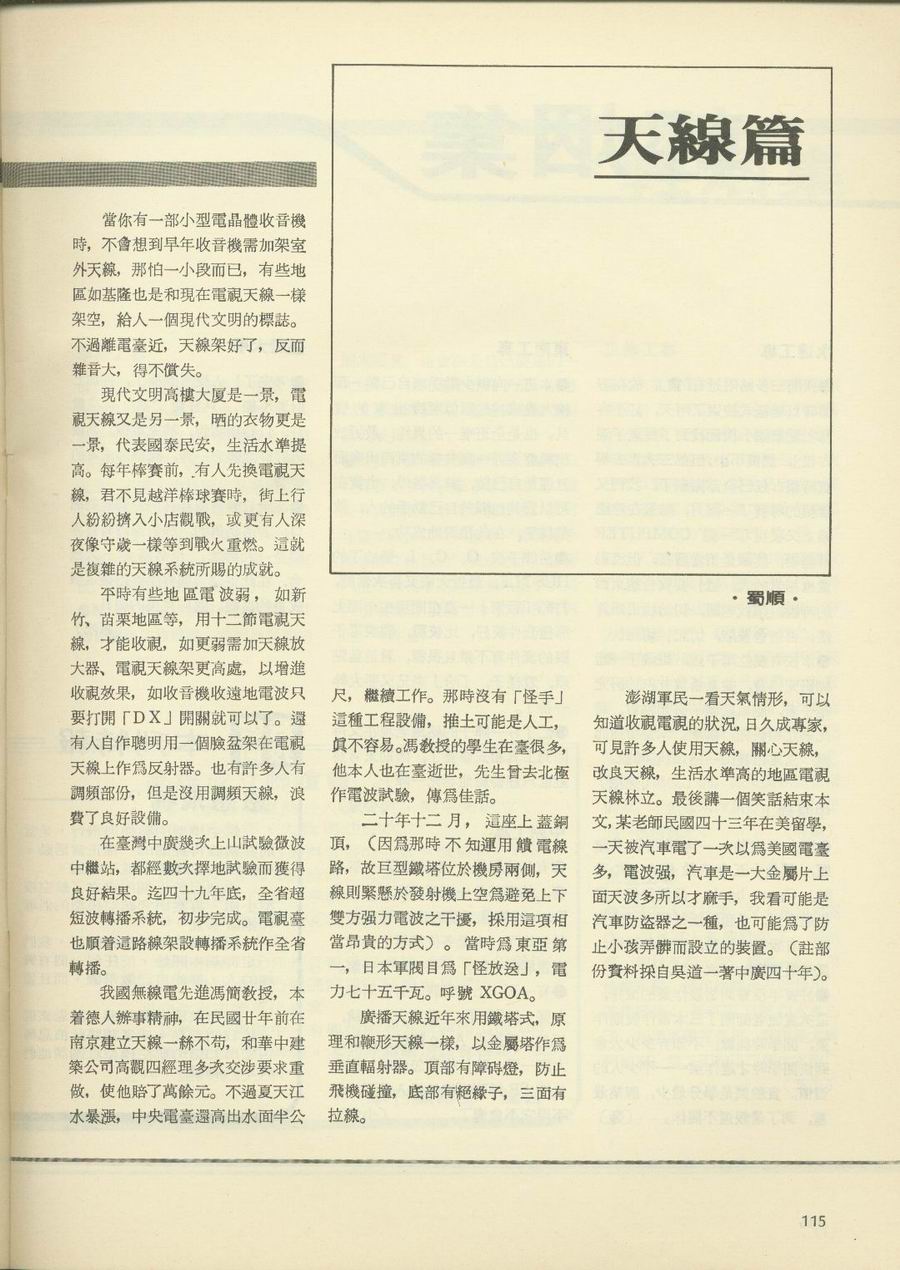 天線篇
・蜀順・
當你有一部小型電晶體收音機
時，不會想到早年收音機需加架室
外天線，那怕一小段而已，有些地
區如基隆也是和現在電視天線一樣
架空，給人一個現代文明的標誌。
不過離電臺近，天線架好了，反而
雜音大，得不償失。
現代文明高樓大廈是一景，電
視天線又是另一景，晒的衣物更是
一景，代表國泰民安，生活水準提
高。每年棒賽前，有人先換電視天
線，君不見越洋棒球賽時，街上行
人紛紛擠入小店觀戰，或更有人深
夜像守歲一樣等到戰火重燃。這就
是複雜的天線系統所賜的成就。
平時有些地區電波弱，如新
竹、苗栗地區等，用十二節電視天
線，才能收視，如更弱需加天線放
大器、電視天線架更高處，以增進
收視效果，如收音機收遠地電波只
要打開「DX」開關就可以了。還
有人自作聰明用一個臉盆架在電視
天線上作爲反射器。也有許多人有
調頻部份，但是沒用調頻天線，浪
費了良好設備。
在臺灣中廣幾次上山試驗微波
中繼站，都經數次擇地試驗而獲得
良好結果。迄四十九年底，全省超
短波轉播系統，初步完成。電視臺
也順着這路線架設轉播系統作全省
轉播。
我國無線電先進馮簡敎授，本
着德人辦事精神，在民國廿年前在
南京建立天線一絲不苟，和華中建
築公司高觀四經理多次交涉要求重
做，使他賠了萬餘元。不過夏天江
水暴漲，中央電臺還高出水面半公
尺，繼續工作。那時沒有「怪手」
這種工程設備，推土可能是人工，
眞不容易。馮敎授的學生在臺很多，
他本人也在臺逝世，先生曾去北極
作電波試驗，傳爲佳話。
二十年十二月，這座上蓋銅
頂，（因爲那時不知運用饋電線
路，故巨型鐵塔位於機房兩側，天
線則緊懸於發射機上空爲避免上下
雙方强力電波之干擾，採用這項相
當昂貴的方式）。當時爲東亞第
一，日本軍閥目爲「怪放送」，電
力七十五千瓦。呼號 XGOA。
廣播天線近年來用鐵塔式，原
理和鞭形天線一樣，以金屬塔作爲
垂直輻射器。頂部有障碍燈，防止
飛機碰撞，底部有絕緣子，三面有
拉線。
澎湖軍民一看天氣情形，可以
知道收視電視的狀況，日久成專家，
可見許多人使用天線，關心天線，
改良天線，生活水準高的地區電視
天線林立。最後講一個笑話結束本
文，某老師民國四十三年在美留學，
一天被汽車電了一次以爲美國電臺
多，電波强，汽車是一大金屬片上
面天波多所以才麻手，我看可能是
汽車防盜器之一種，也可能爲了防
止小孩弄髒而設立的裝置。（註部
份資料採自吳道一著中廣四十年）。
115